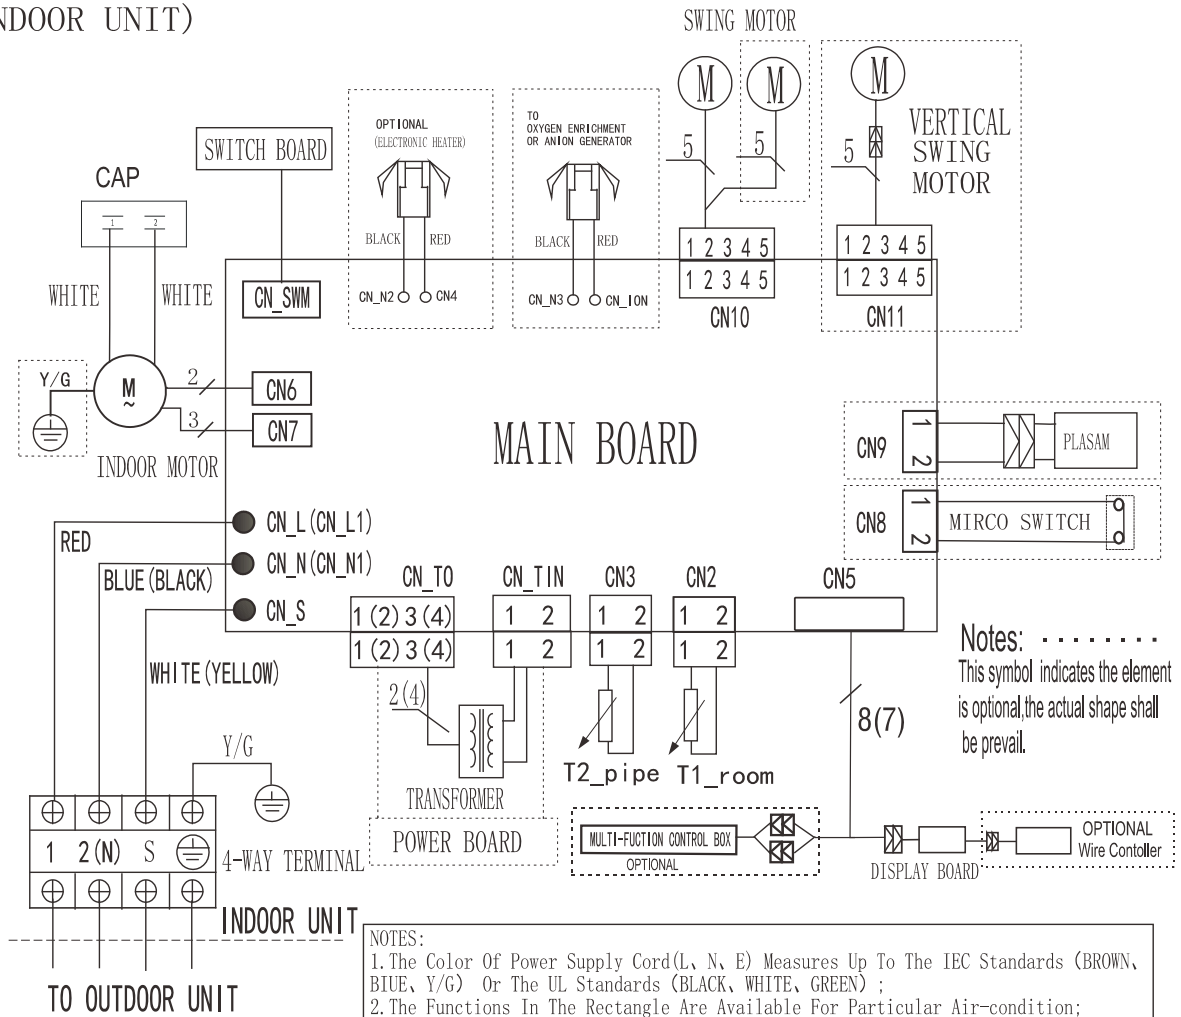 NDOOR UNIT)
SWING MOTOR
M
M
M
5
5
5
VERTICAL
SWING
MOTOR
OPTIONAL
(ELECTRONIC HEATER)
BLACK
RED
CN_N2
CN4
TO
OXYGEN ENRICHMENT
OR ANION GENERATOR
BLACK
RED
CN_N3
CN_ION
SWITCH BOARD
CN_SWM
CAP
1 2
WHITE
WHITE
1 2 3 4 5
1 2 3 4 5
CN10
1 2 3 4 5
1 2 3 4 5
CN11
Y/G
M
~
2
CN6
3
CN7
INDOOR MOTOR
MAIN BOARD
CN9
1
2
PLASAM
CN8
1
2
MIRCO SWITCH
RED
CN_L(CN_L1)
BLUE(BLACK)
CN_N(CN_N1)
CN_S
WHITE(YELLOW)
CN_TO
1(2)3(4)
1(2)3(4)
CN_TIN
1 2
1 2
CN3
1 2
1 2
CN2
1 2
1 2
CN5
8(7)
2(4)
TRANSFORMER
POWER BOARD
T2_pipe
T1_room
Notes:
This symbol indicates the element
is optional,the actual shape shall
be prevail.
Y/G
1 2(N) S
4-WAY TERMINAL
INDOOR UNIT
TO OUTDOOR UNIT
MULTI-FUCTION CONTROL BOX
OPTIONAL
DISPLAY BOARD
OPTIONAL
Wire Contoller
NOTES:
1.The Color Of Power Supply Cord(L、N、E) Measures Up To The IEC Standards (BROWN、
BIUE、Y/G) Or The UL Standards (BLACK、WHITE、GREEN) ;
2.The Functions In The Rectangle Are Available For Particular Air-condition;